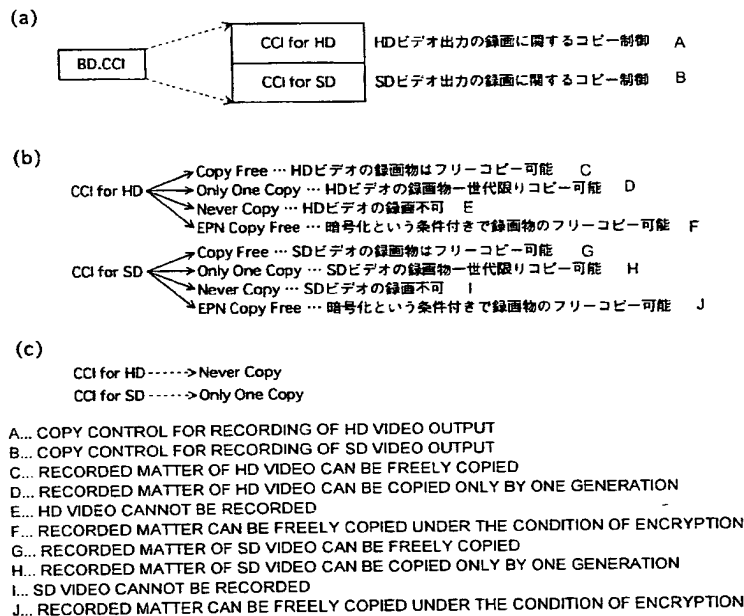 (a)
CCI for HD HDビデオ出力の録画に関するコピー制御 A
BD.CCI
CCI for SD SDビデオ出力の録画に関するコピー制御 B
(b)
Copy Free … HDビデオの録画物はフリーコピー可能 C
CCI for HD
Only One Copy … HDビデオの録画物一世代限りコピー可能 D
Never Copy … HDビデオの録画不可 E
EPN Copy Free … 暗号化という条件付きで録画物のフリーコピー可能 F
Copy Free … SDビデオの録画物はフリーコピー可能 G
CCI for SD
Only One Copy … SDビデオの録画物一世代限りコピー可能 H
Never Copy … SDビデオの録画不可 I
EPN Copy Free … 暗号化という条件付きで録画物のフリーコピー可能 J
(c)
CCI for HD ------> Never Copy
CCI for SD ------> Only One Copy
A... COPY CONTROL FOR RECORDING OF HD VIDEO OUTPUT
B... COPY CONTROL FOR RECORDING OF SD VIDEO OUTPUT
C... RECORDED MATTER OF HD VIDEO CAN BE FREELY COPIED
D... RECORDED MATTER OF HD VIDEO CAN BE COPIED ONLY BY ONE GENERATION
E... HD VIDEO CANNOT BE RECORDED
F... RECORDED MATTER CAN BE FREELY COPIED UNDER THE CONDITION OF ENCRYPTION
G... RECORDED MATTER OF SD VIDEO CAN BE FREELY COPIED
H... RECORDED MATTER OF SD VIDEO CAN BE COPIED ONLY BY ONE GENERATION
I... SD VIDEO CANNOT BE RECORDED
J... RECORDED MATTER CAN BE FREELY COPIED UNDER THE CONDITION OF ENCRYPTION